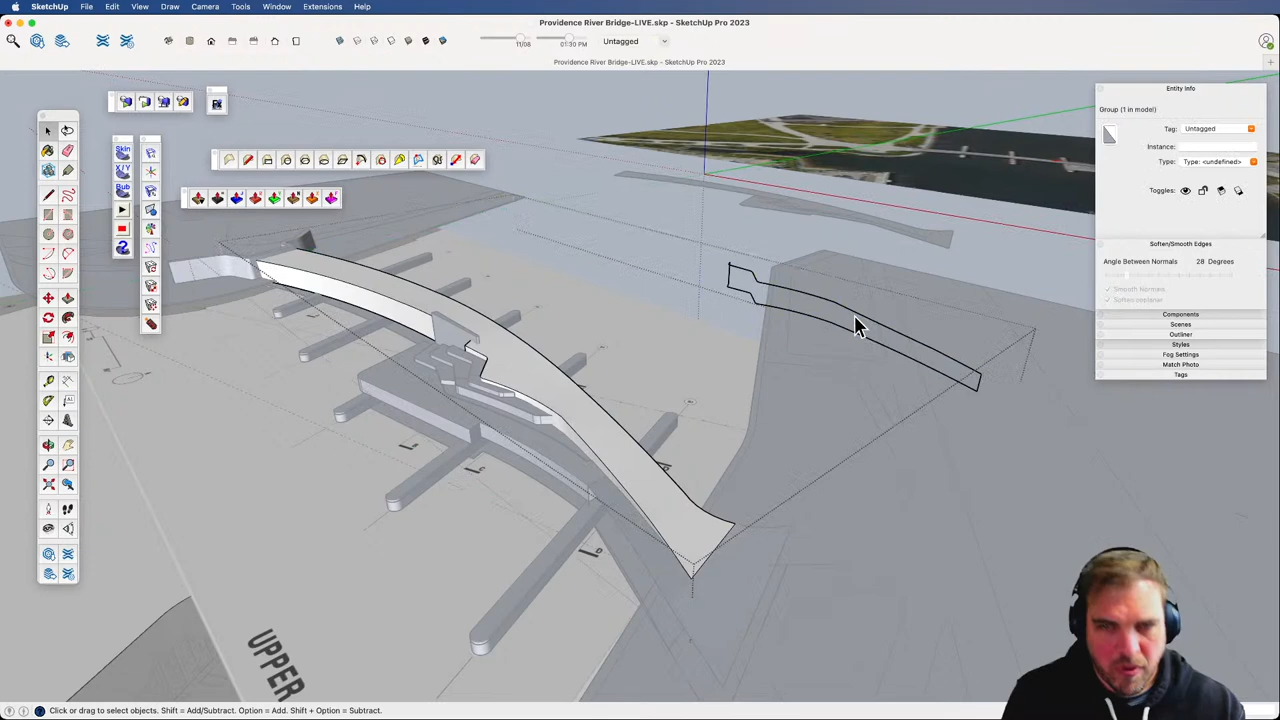 SketchUp File Edit View Draw Camera Tools Window Extensions Help
Providence River Bridge-LIVE.skp - SketchUp Pro 2023
11/08 01:30 PM Untagged
Providence River Bridge-LIVE.skp - SketchUp Pro 2023
Entity Info
Group (1 in model)
Tag: Untagged
Instance:
Type: Type: <undefined>
Toggles:
Skin
Bub
Soften/Smooth Edges
Angle Between Normals 28 Degrees
✓ Smooth Normals
✓ Soften coplanar
Components
Scenes
Outliner
Styles
Fog Settings
Match Photo
Tags
UPPER
Click or drag to select objects. Shift = Add/Subtract. Option = Add. Shift + Option = Subtract.